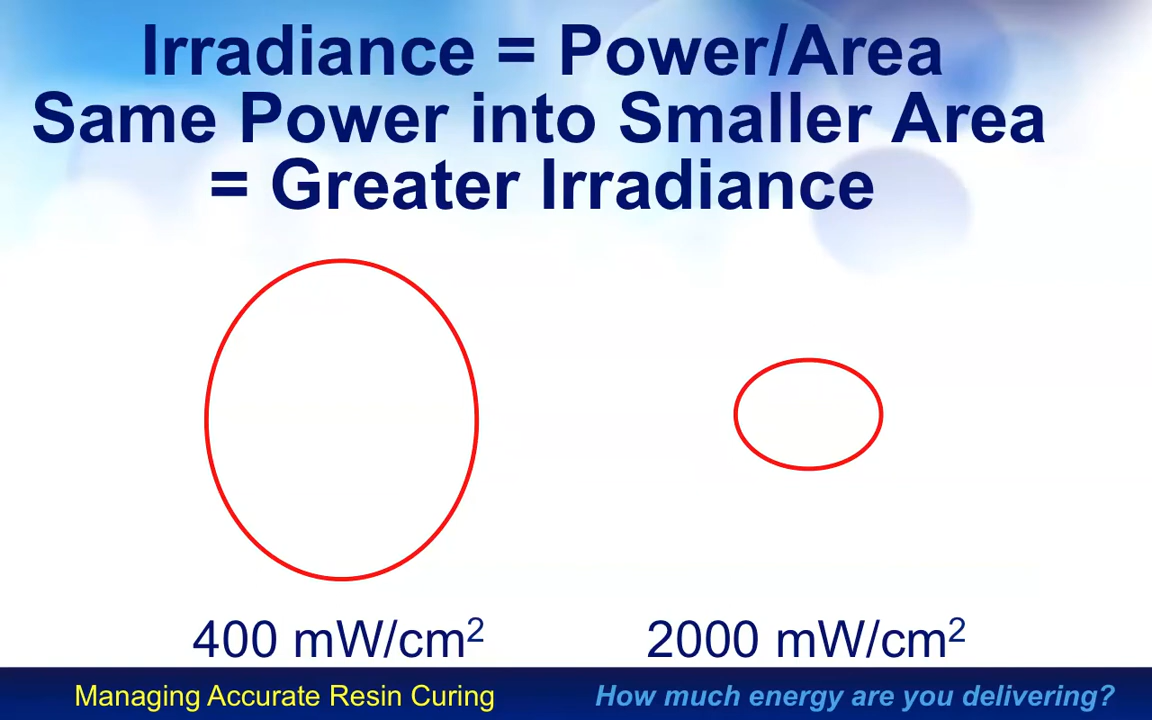 Irradiance = Power/Area
Same Power into Smaller Area
= Greater Irradiance
400 mW/cm²
2000 mW/cm²
Managing Accurate Resin Curing
How much energy are you delivering?